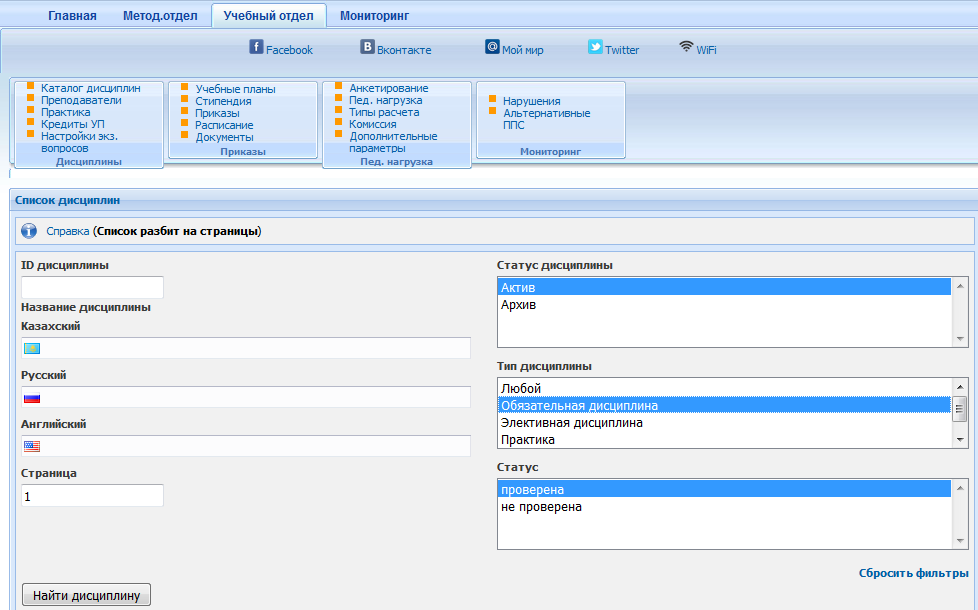 Главная Метод.отдел Учебный отдел Мониторинг
Facebook Вконтакте Мой мир Twitter WiFi
Каталог дисциплин
Преподаватели
Практика
Кредиты УП
Настройки экз.
вопросов
Дисциплины
Учебные планы
Стипендия
Приказы
Расписание
Документы
Приказы
Анкетирование
Пед. нагрузка
Типы расчета
Комиссия
Дополнительные
параметры
Пед. нагрузка
Нарушения
Альтернативные
ППС
Мониторинг
Список дисциплин
Справка (Список разбит на страницы)
ID дисциплины
Название дисциплины
Казахский
Русский
Английский
Страница
1
Найти дисциплину
Статус дисциплины
Актив
Архив
Тип дисциплины
Любой
Обязательная дисциплина
Элективная дисциплина
Практика
Статус
проверена
не проверена
Сбросить фильтры